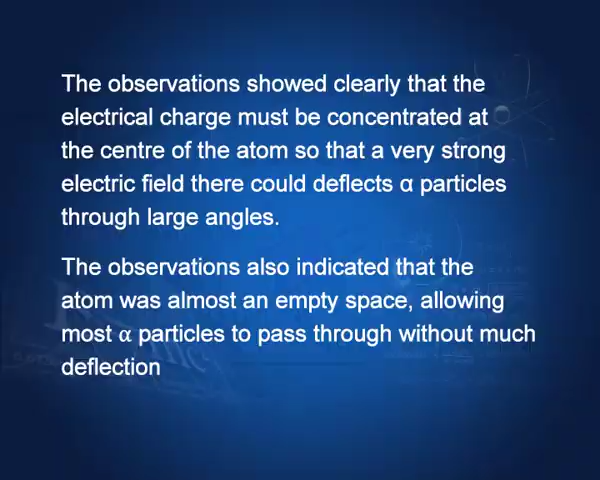 The observations showed clearly that the
electrical charge must be concentrated at
the centre of the atom so that a very strong
electric field there could deflects α particles
through large angles.
The observations also indicated that the
atom was almost an empty space, allowing
most α particles to pass through without much
deflection